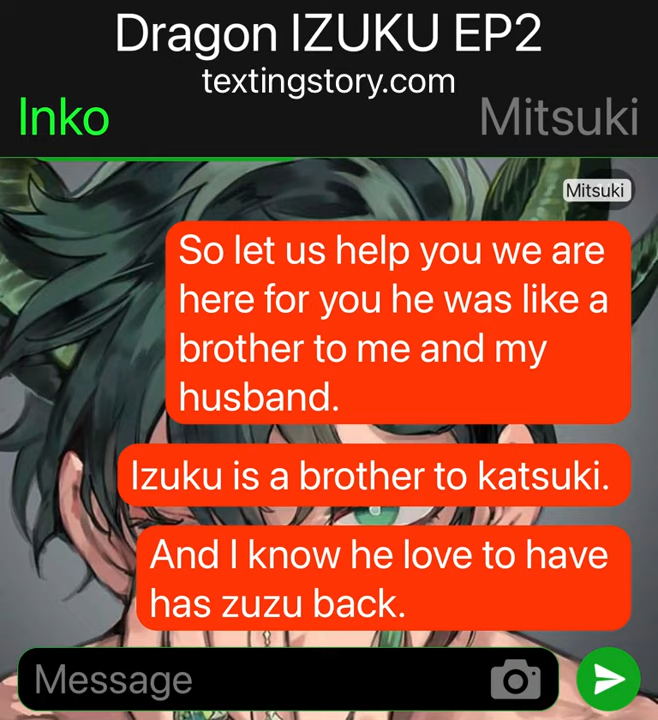 Dragon IZUKU EP2
textingstory.com
Inko Mitsuki
Mitsuki
So let us help you we are
here for you he was like a
brother to me and my
husband.
Izuku is a brother to katsuki.
And I know he love to have
has zuzu back.
Message